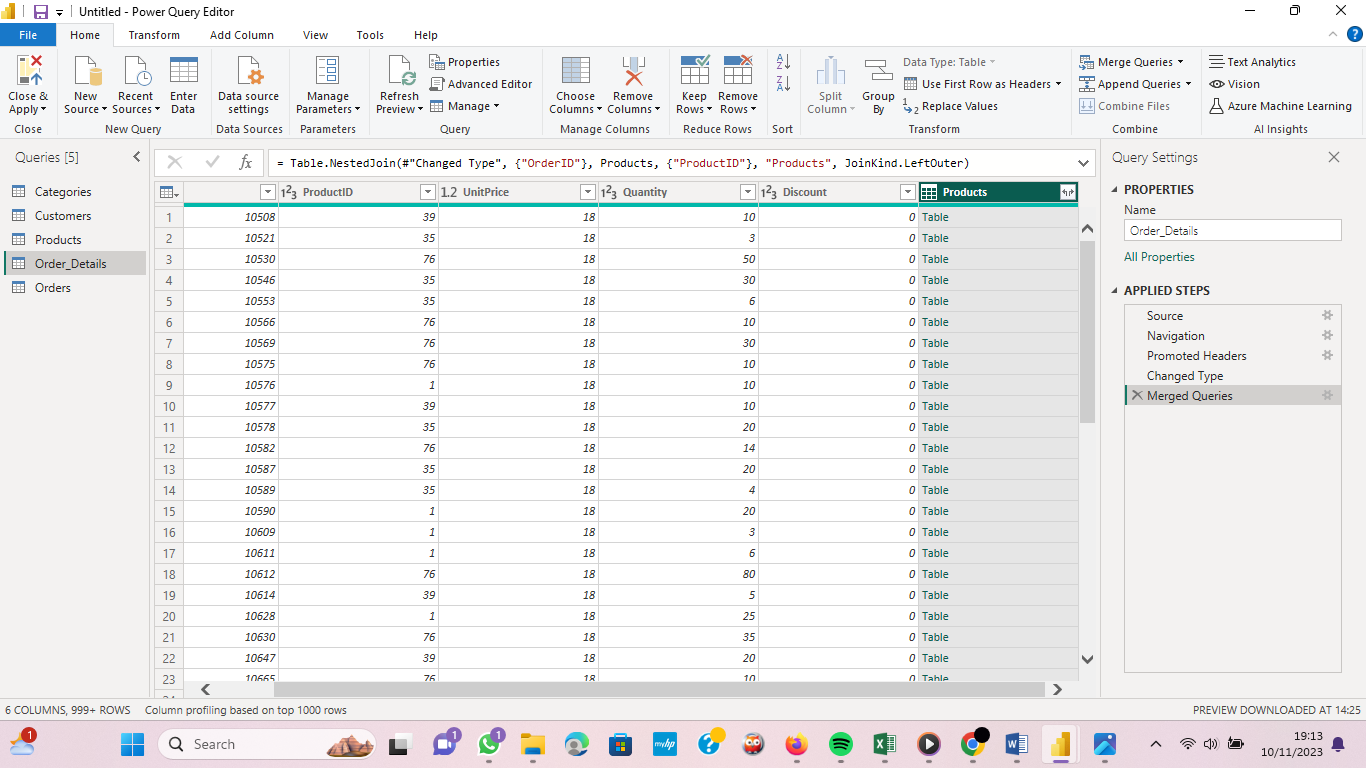 Untitled - Power Query Editor
File Home Transform Add Column View Tools Help
Close & Apply
New Source
Recent Sources
Enter Data
Data source settings
Manage Parameters
Refresh Preview
Properties
Advanced Editor
Manage
Choose Columns
Remove Columns
Keep Rows
Remove Rows
Split Column
Group By
Data Type: Table
Use First Row as Headers
Replace Values
Merge Queries
Append Queries
Combine Files
Text Analytics
Vision
Azure Machine Learning
Close New Query Data Sources Parameters Query Manage Columns Reduce Rows Sort Transform Combine AI Insights
Queries [5]
Categories
Customers
Products
Order_Details
Orders
fx = Table.NestedJoin(#"Changed Type", {"OrderID"}, Products, {"ProductID"}, "Products", JoinKind.LeftOuter)
123 ProductID 1.2 UnitPrice 123 Quantity 123 Discount Products
1 10508 39 18 10 0 Table
2 10521 35 18 3 0 Table
3 10530 76 18 50 0 Table
4 10546 35 18 30 0 Table
5 10553 35 18 6 0 Table
6 10566 76 18 10 0 Table
7 10569 76 18 30 0 Table
8 10575 76 18 10 0 Table
9 10576 1 18 10 0 Table
10 10577 39 18 10 0 Table
11 10578 35 18 20 0 Table
12 10582 76 18 14 0 Table
13 10587 35 18 20 0 Table
14 10589 35 18 4 0 Table
15 10590 1 18 20 0 Table
16 10609 1 18 3 0 Table
17 10611 1 18 6 0 Table
18 10612 76 18 80 0 Table
19 10614 39 18 5 0 Table
20 10628 1 18 25 0 Table
21 10630 76 18 35 0 Table
22 10647 39 18 20 0 Table
23 10665 76 18 10 0 Table
Query Settings
PROPERTIES
Name
Order_Details
All Properties
APPLIED STEPS
Source
Navigation
Promoted Headers
Changed Type
Merged Queries
6 COLUMNS, 999+ ROWS Column profiling based on top 1000 rows
PREVIEW DOWNLOADED AT 14:25
1
Search
1
1
myhp
19:13
10/11/2023